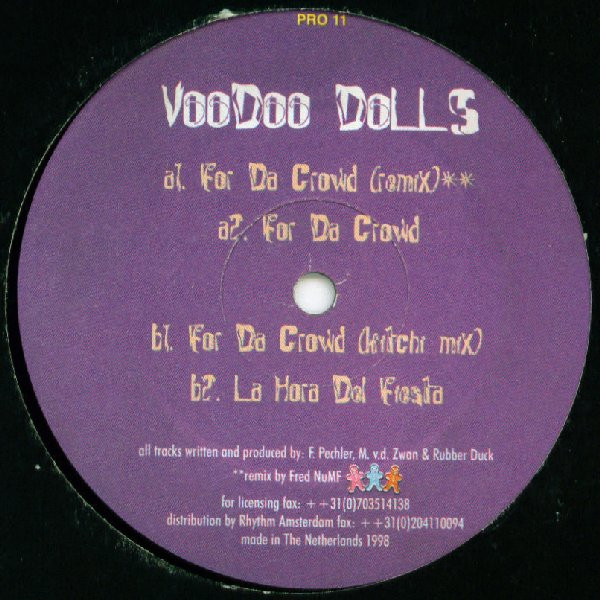 PRO 11
VooDoo DoLLS
a1. For Da Crowd (remix)**
a2. For Da Crowd
b1. For Da Crowd (kritchr mix)
b2. La Hora Del Fiesta
all tracks written and produced by: F. Pechler, M. v.d. Zwan & Rubber Duck
**remix by Fred NuMF
for licensing fax: ++31(0)703514138
distribution by Rhythm Amsterdam fax: ++31(0)204110094
made in The Netherlands 1998